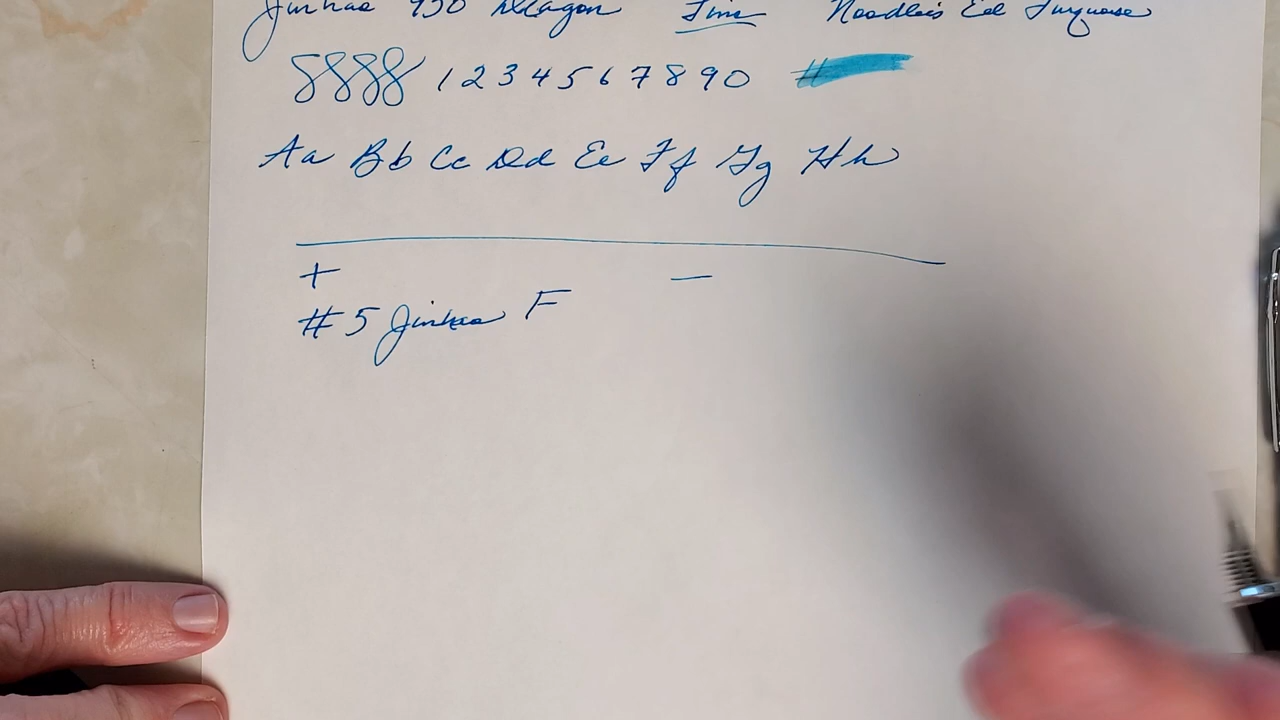 Jinhao 950 Dragon Fine Noodler's Eel Turquoise
8888 1234567890 #
Aa Bb Cc Dd Ee Ff Gg Hh
+ —
#5 Jinhao F